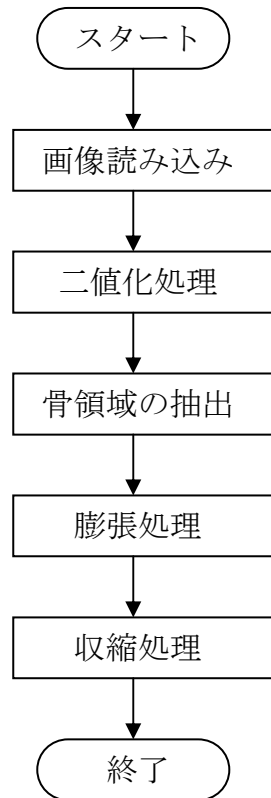 スタート
画像読み込み
二値化処理
骨領域の抽出
膨張処理
収縮処理
終了